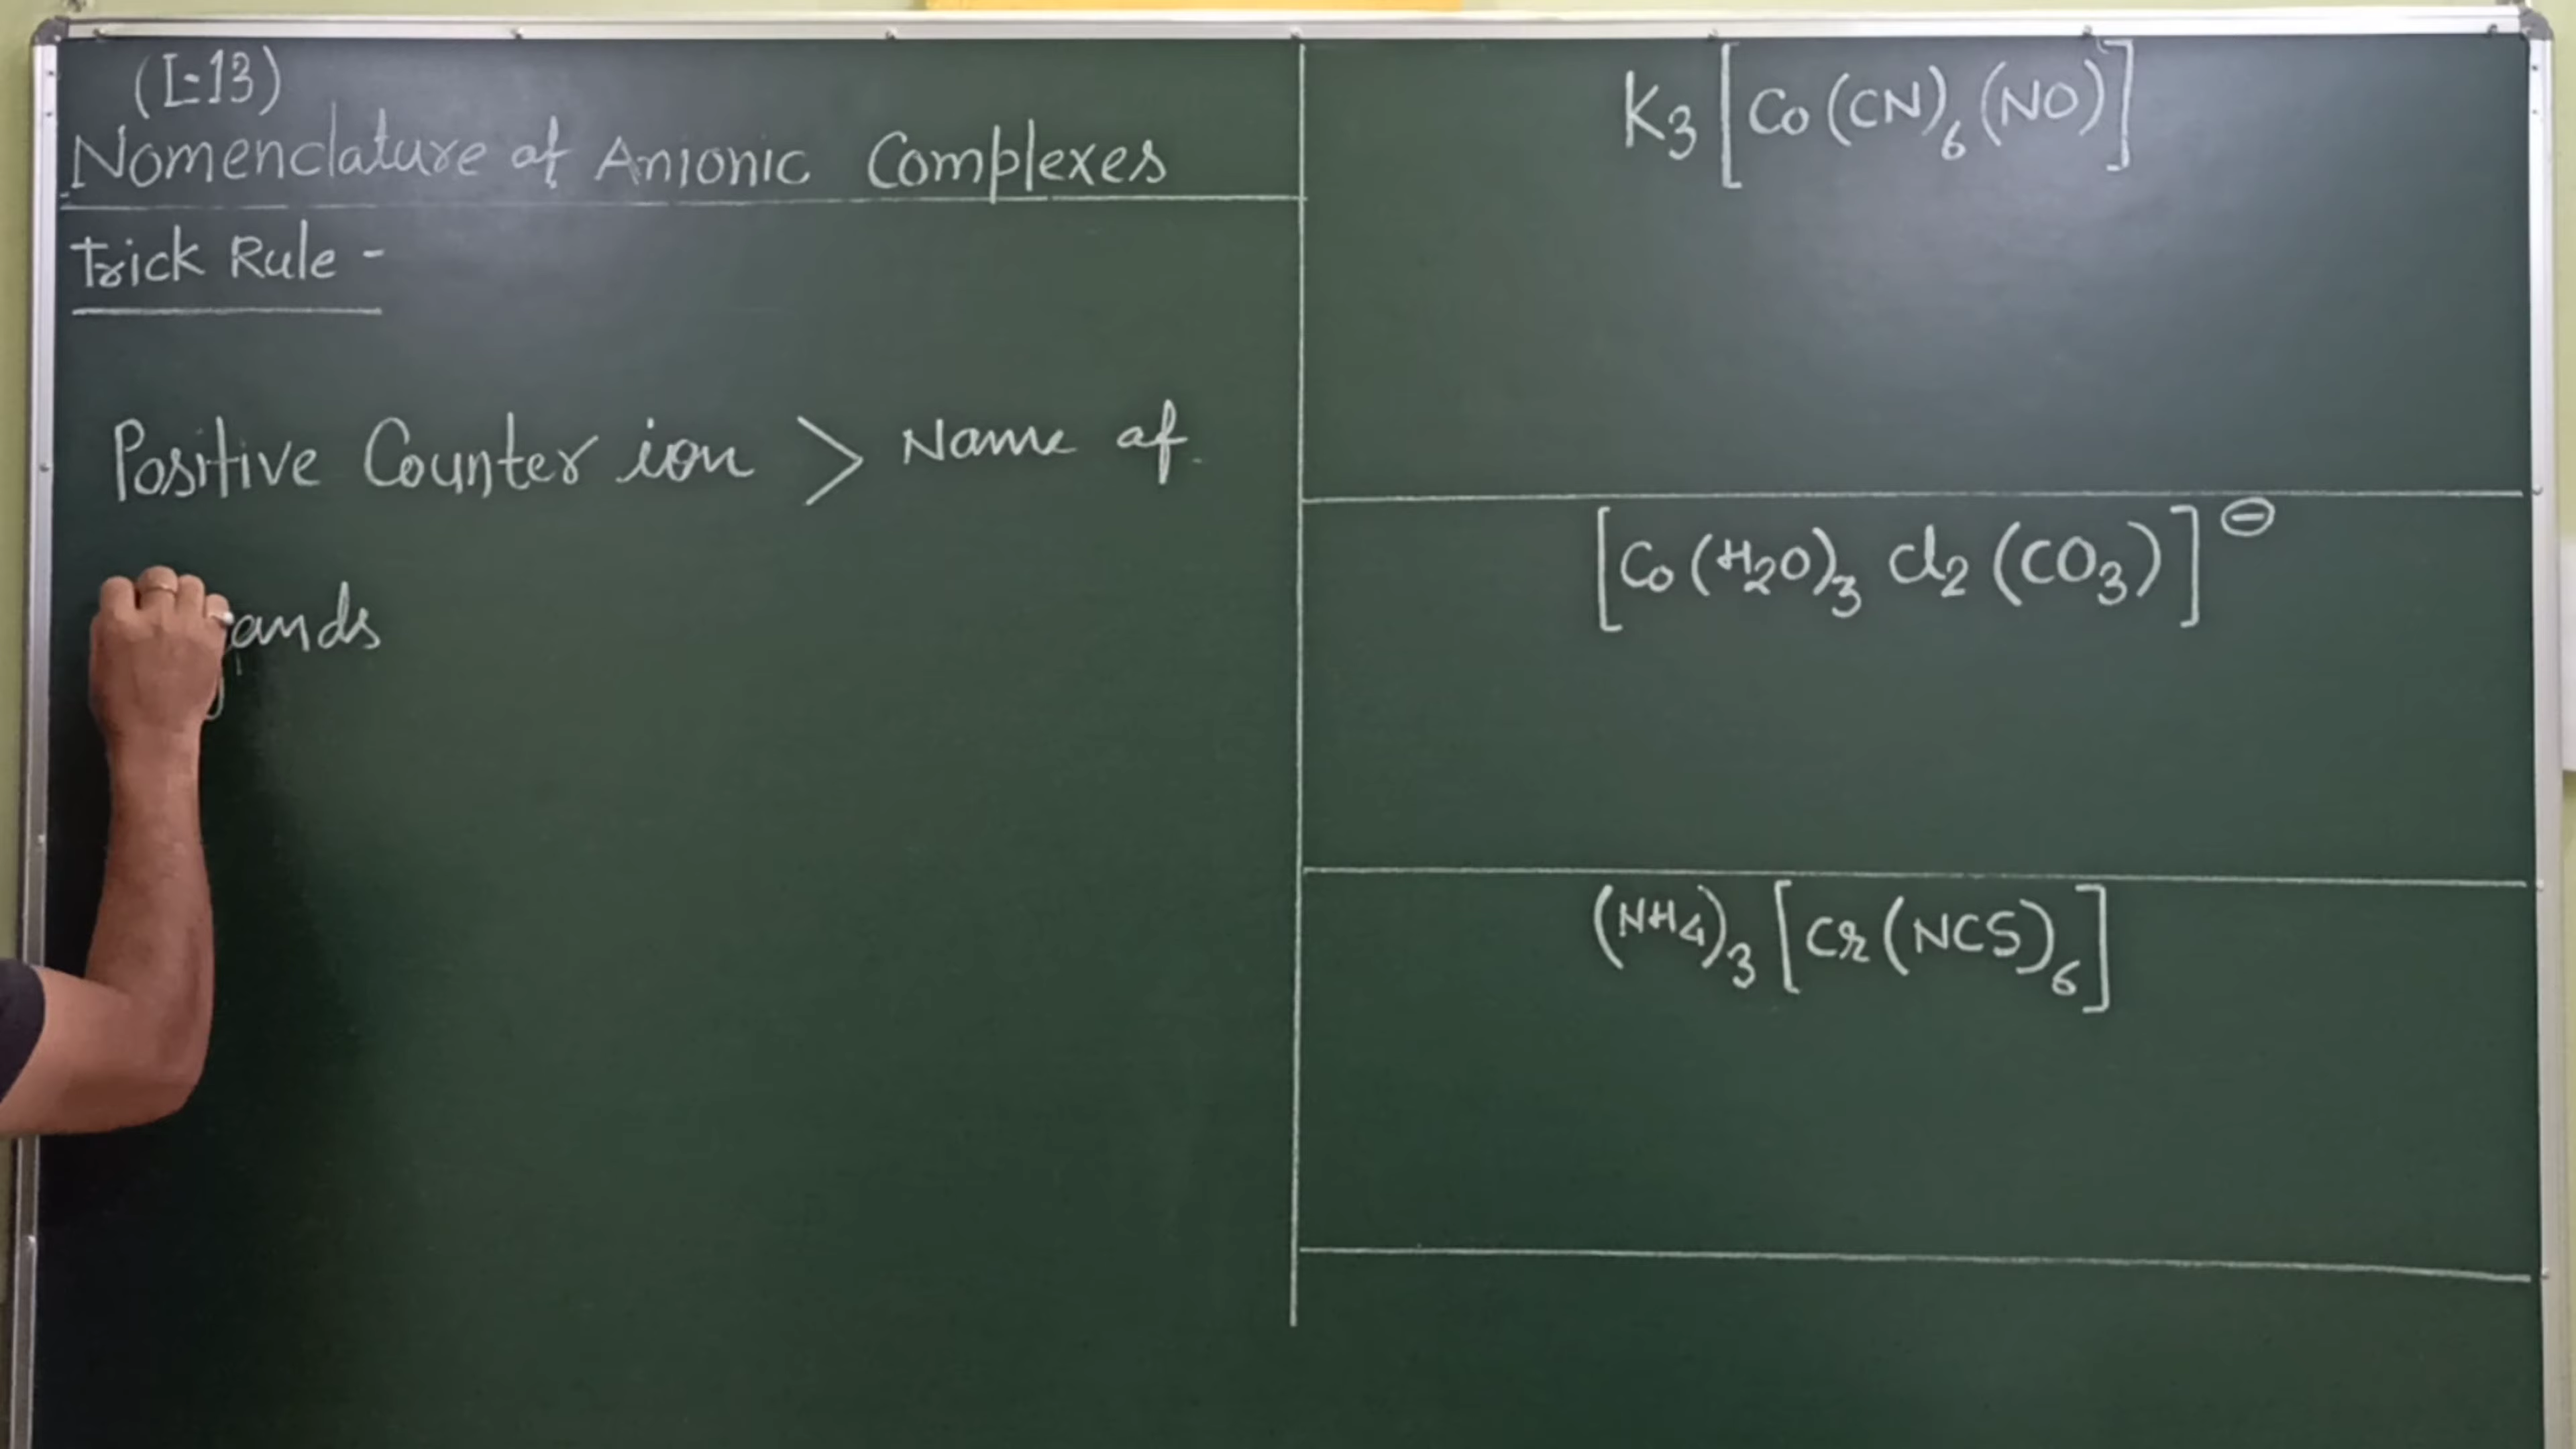 (L-13)
Nomenclature of Anionic Complexes
Trick Rule -
Positive Counter ion > Name of
K₃[Co(CN)₆(NO)]
[Co(H₂O)₃Cl₂(CO₃)]⊖
(NH₄)₃[Cr(NCS)₆]